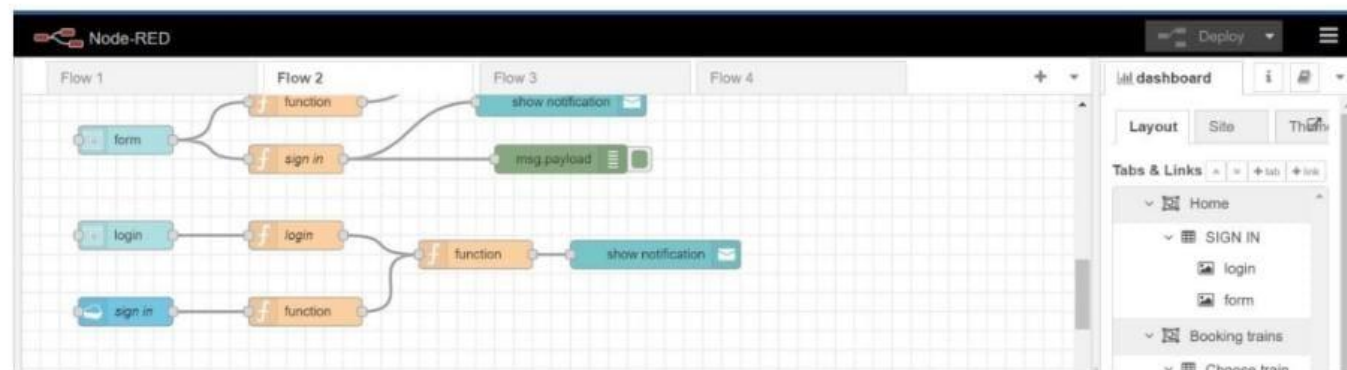 Node-RED
Deploy
Flow 1
Flow 2
Flow 3
Flow 4
dashboard
i
function
show notification
form
sign in
msg.payload
login
login
function
show notification
sign in
function
Layout
Site
Tabs & Links
+ tab
+ link
Home
SIGN IN
login
form
Booking trains
Choose train